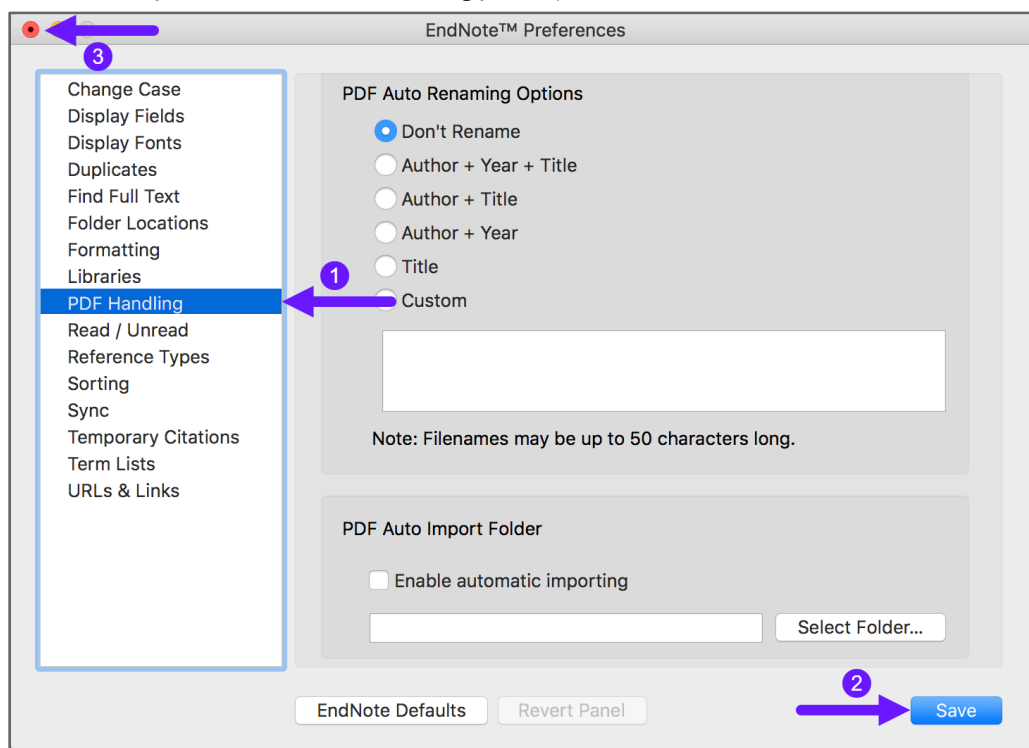 EndNote™ Preferences
3
Change Case
Display Fields
Display Fonts
Duplicates
Find Full Text
Folder Locations
Formatting
Libraries
PDF Handling
Read / Unread
Reference Types
Sorting
Sync
Temporary Citations
Term Lists
URLs & Links
1
PDF Auto Renaming Options
Don't Rename
Author + Year + Title
Author + Title
Author + Year
Title
Custom
Note: Filenames may be up to 50 characters long.
PDF Auto Import Folder
Enable automatic importing
Select Folder...
2
EndNote Defaults
Revert Panel
Save